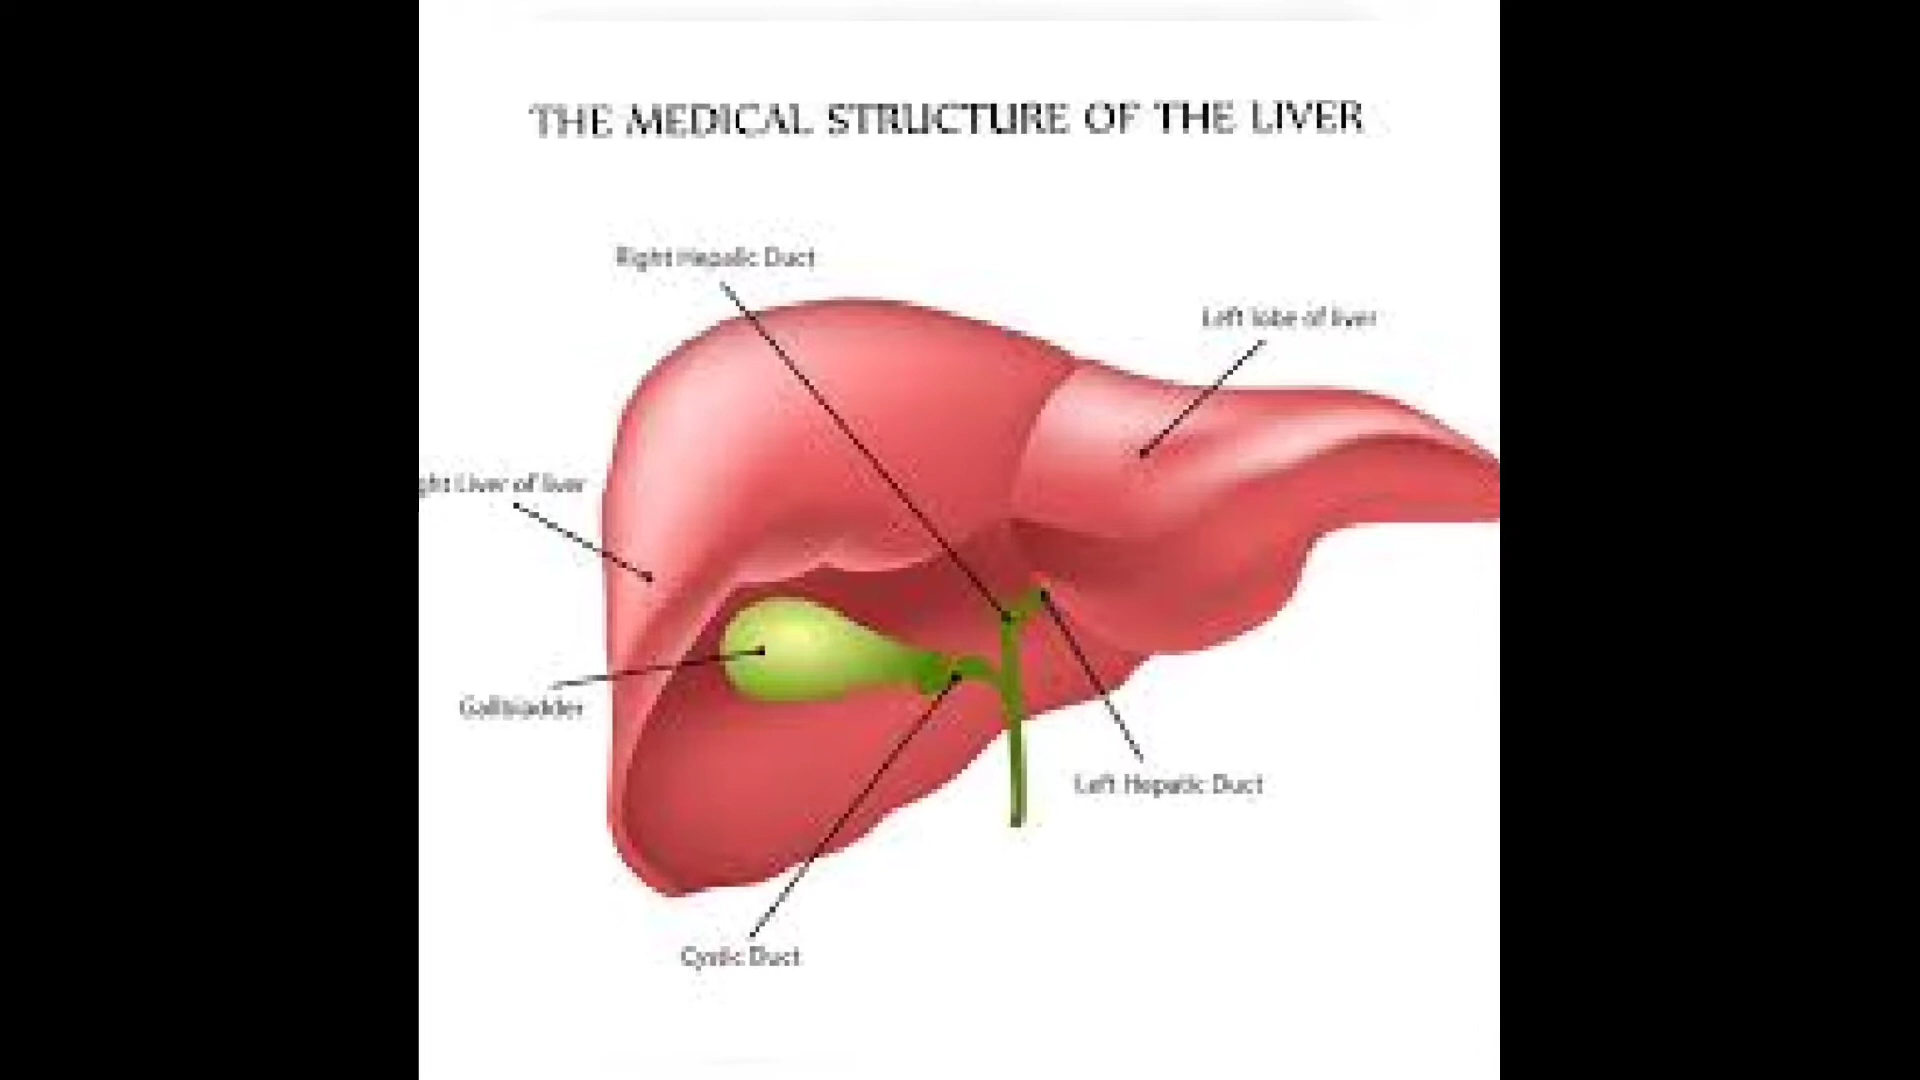 THE MEDICAL STRUCTURE OF THE LIVER
Right Hepatic Duct
Left lobe of liver
ght Liver of liver
Gallbladder
Left Hepatic Duct
Cystic Duct